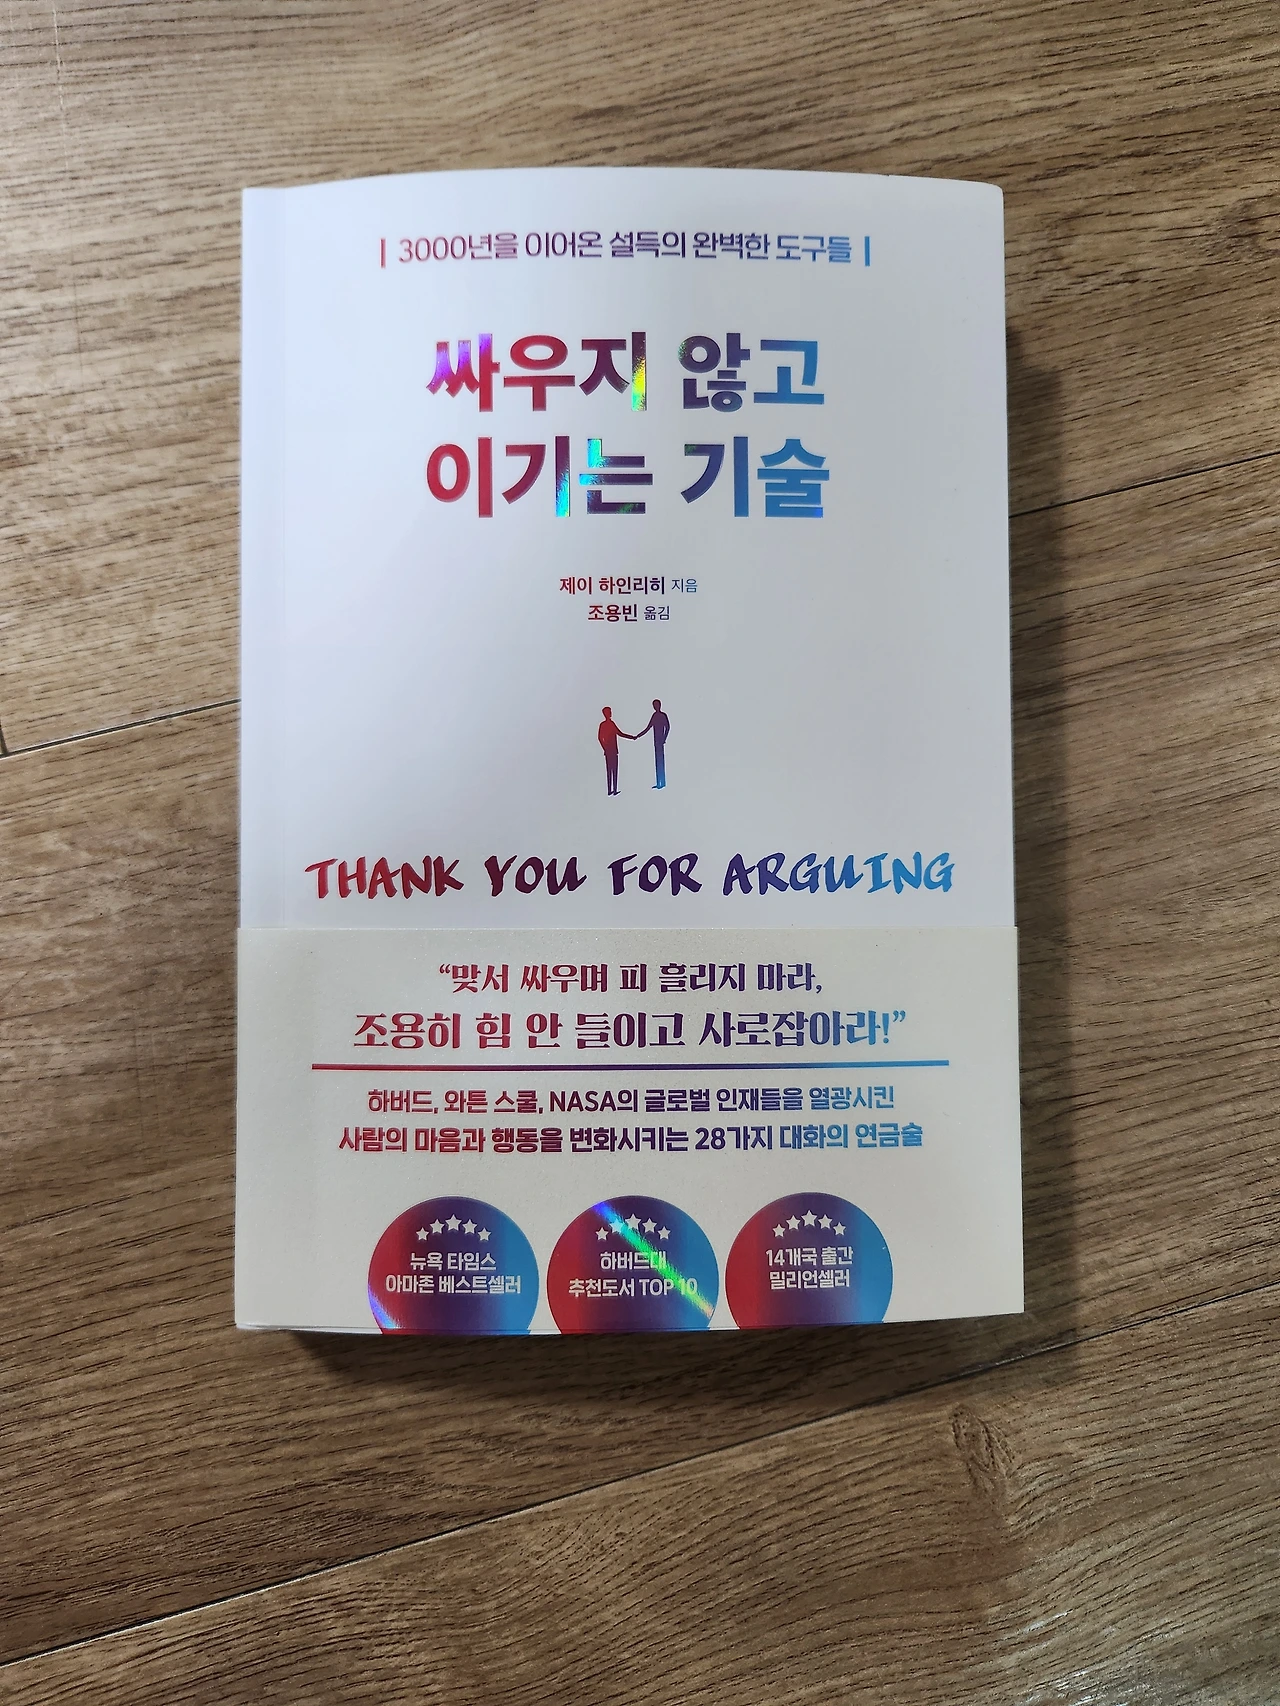 | 3000년을 이어온 설득의 완벽한 도구들 |
싸우지 않고
이기는 기술
제이 하인리히 지음
조용빈 옮김
THANK YOU FOR ARGUING
“맞서 싸우며 피 흘리지 마라,
조용히 힘 안 들이고 사로잡아라!”
하버드, 와튼 스쿨, NASA의 글로벌 인재들을 열광시킨
사람의 마음과 행동을 변화시키는 28가지 대화의 연금술
뉴욕 타임스
아마존 베스트셀러
하버드대
추천도서 TOP 10
14개국 출간
밀리언셀러